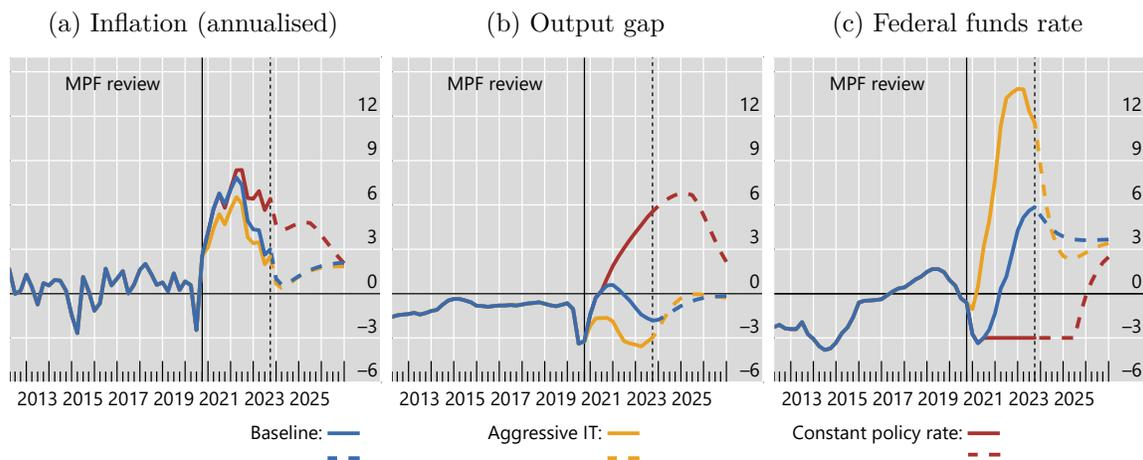 (a) Inflation (annualised)
(b) Output gap
(c) Federal funds rate
MPF review
12
9
6
3
0
−3
−6
2013 2015 2017 2019 2021 2023 2025
MPF review
12
9
6
3
0
−3
−6
2013 2015 2017 2019 2021 2023 2025
MPF review
12
9
6
3
0
−3
−6
2013 2015 2017 2019 2021 2023 2025
Baseline:
Aggressive IT:
Constant policy rate: